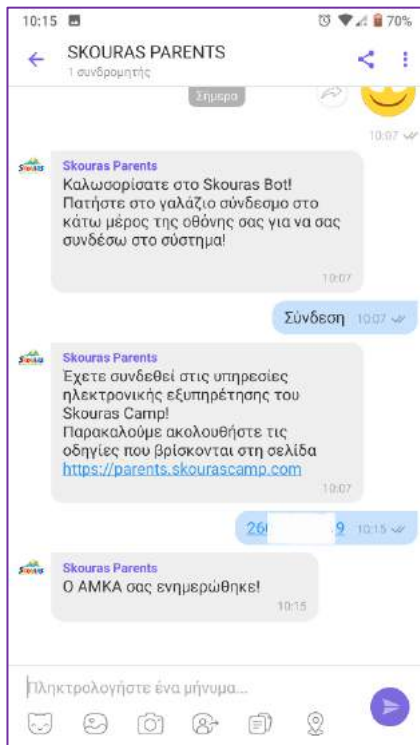 10:15
70%
SKOURAS PARENTS
1 συνδρομητής
Σήμερα
10:07
Skouras Parents
Καλωσορίσατε στο Skouras Bot!
Πατήστε στο γαλάζιο σύνδεσμο στο
κάτω μέρος της οθόνης σας για να σας
συνδέσω στο σύστημα!
10:07
Σύνδεση 10:07
Skouras Parents
Έχετε συνδεθεί στις υπηρεσίες
ηλεκτρονικής εξυπηρέτησης του
Skouras Camp!
Παρακαλούμε ακολουθήστε τις
οδηγίες που βρίσκονται στη σελίδα
https://parents.skourascamp.com
10:07
26 9 10:15
Skouras Parents
Ο ΑΜΚΑ σας ενημερώθηκε!
10:15
Πληκτρολογήστε ένα μήνυμα...